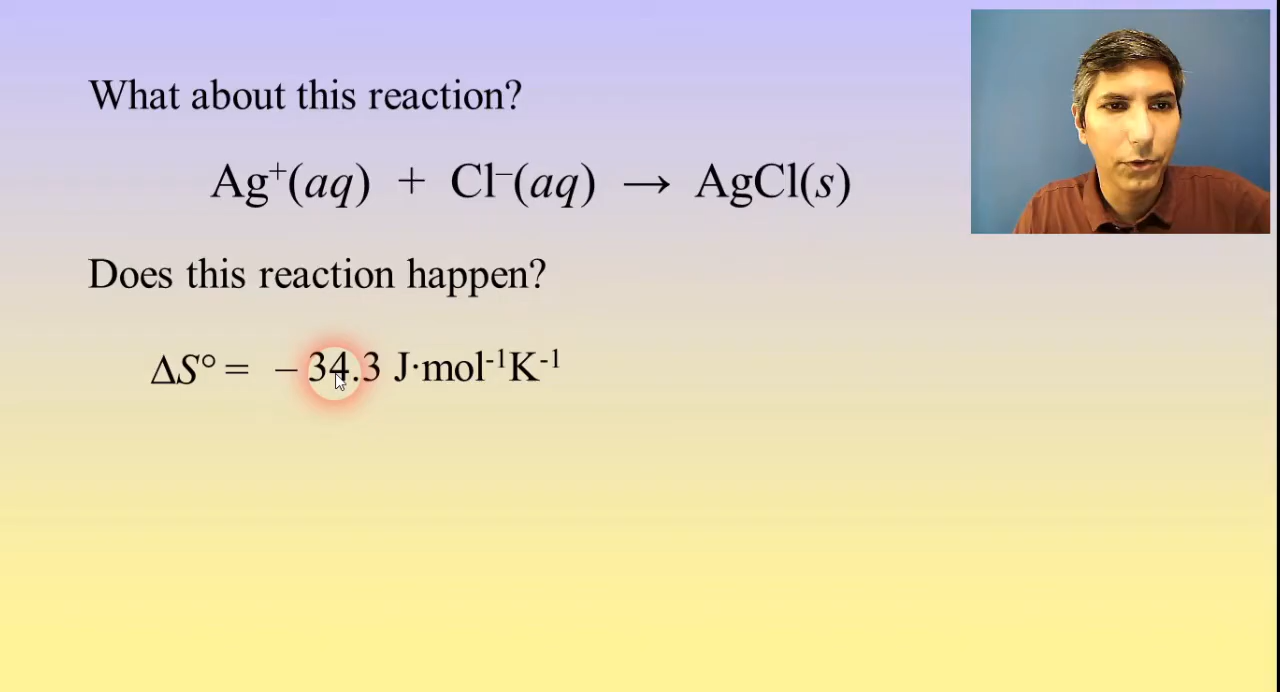 What about this reaction?
Ag⁺(aq) + Cl⁻(aq) → AgCl(s)
Does this reaction happen?
ΔS° = – 34.3 J·mol⁻¹K⁻¹